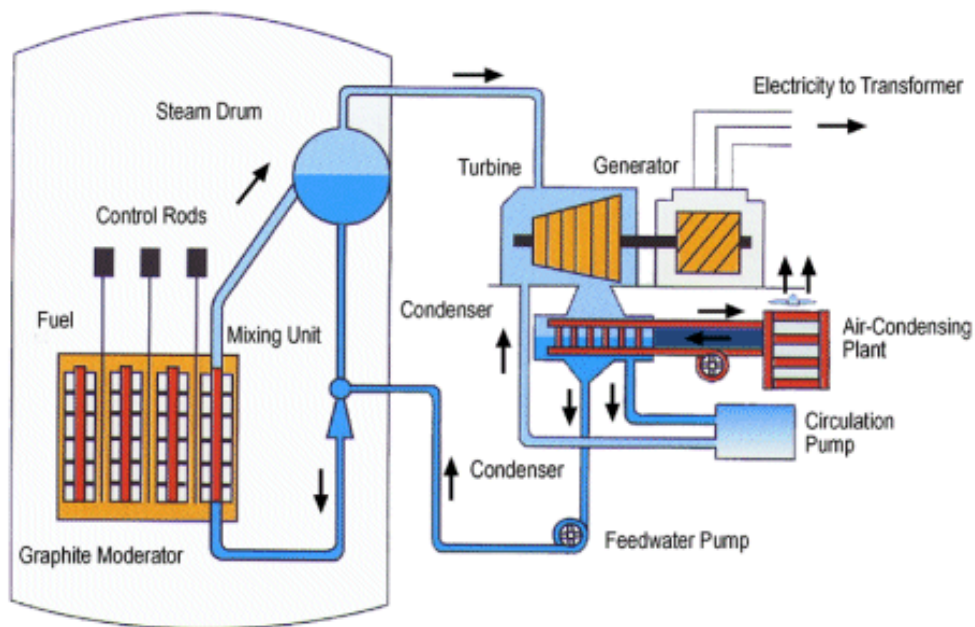 Electricity to Transformer
Steam Drum
Turbine
Generator
Control Rods
Condenser
Fuel
Mixing Unit
Air-Condensing
Plant
Circulation
Pump
Condenser
Graphite Moderator
Feedwater Pump